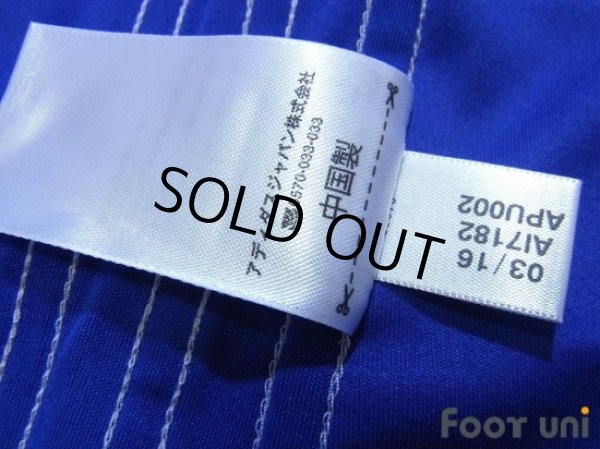 アディダスジャパン株式会社
570-033-033
中国製
SOLD OUT
03/16
AI7182
APU002
FOOT UNI